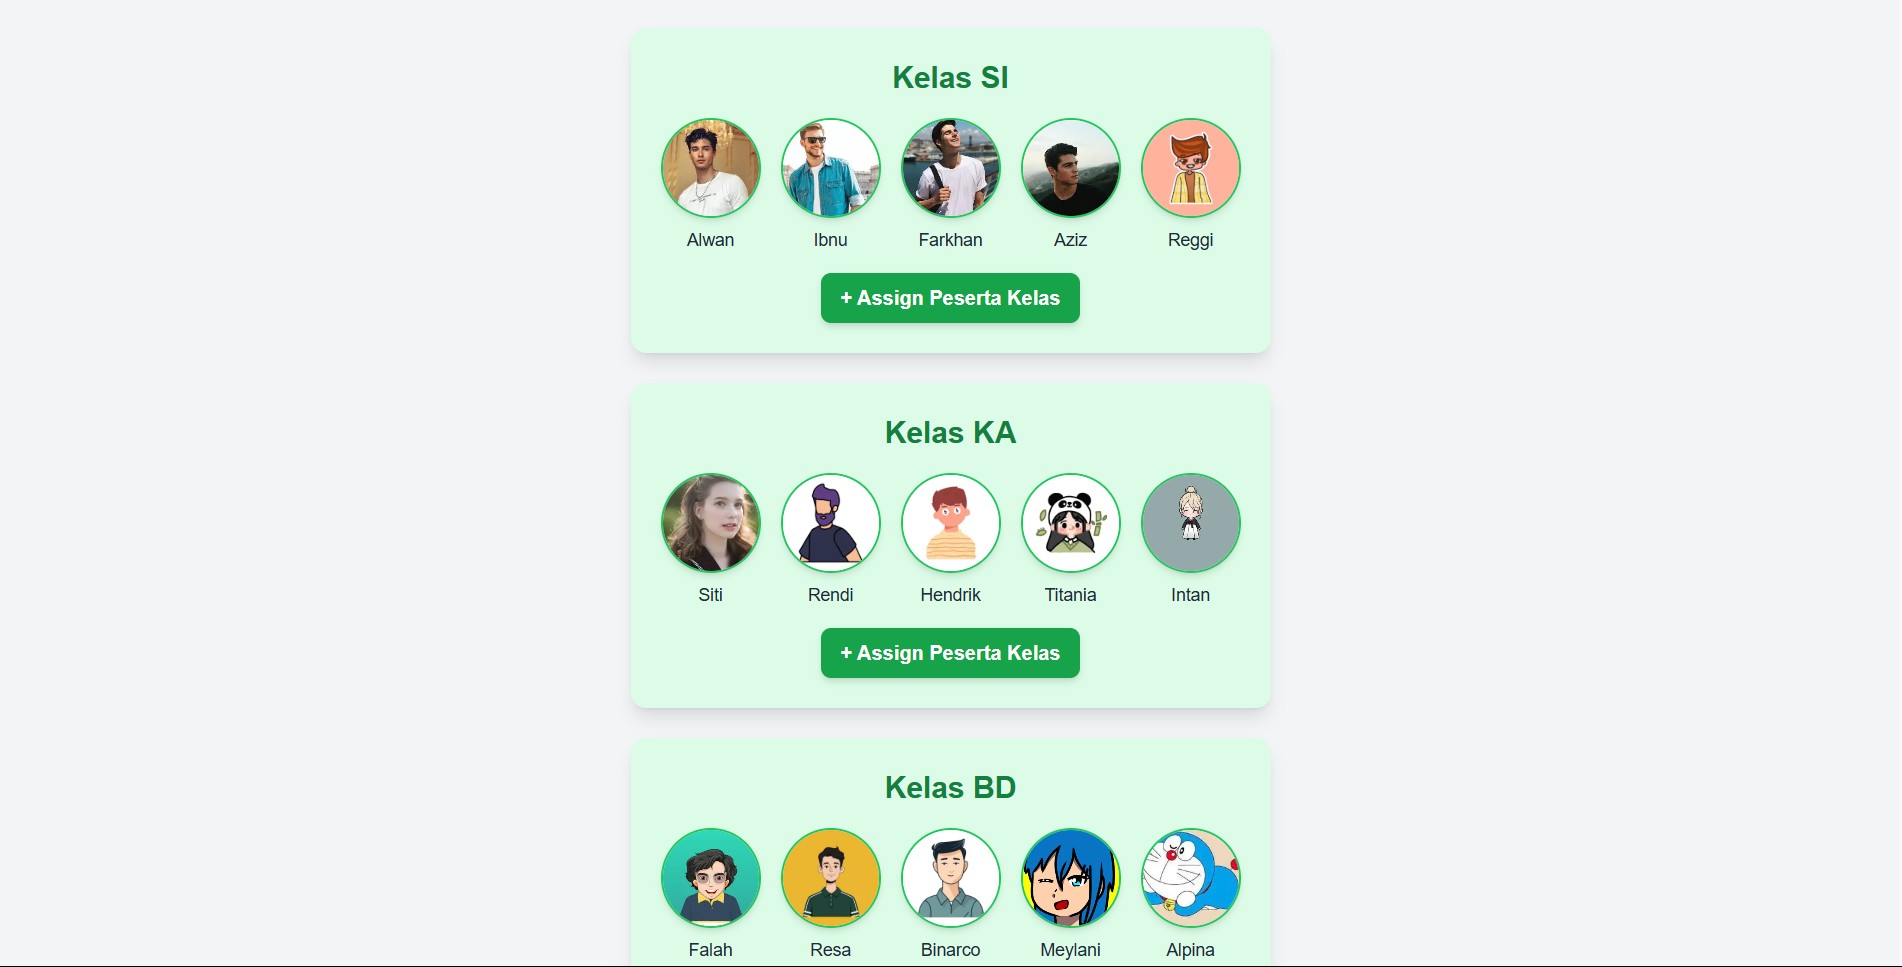 Kelas SI
Alwan Ibnu Farkhan Aziz Reggi
+ Assign Peserta Kelas
Kelas KA
Siti Rendi Hendrik Titania Intan
+ Assign Peserta Kelas
Kelas BD
Falah Resa Binarco Meylani Alpina